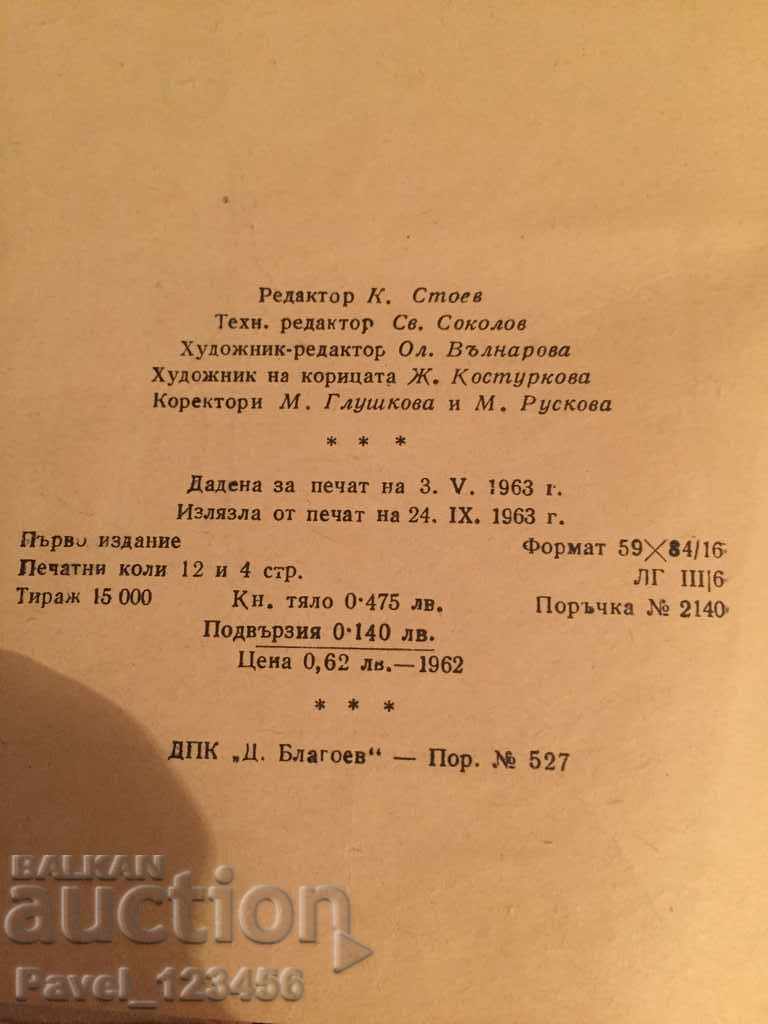 Редактор К. Стоев
Техн. редактор Св. Соколов
Художник-редактор Ол. Вълнарова
Художник на корицата Ж. Костуркова
Коректори М. Глушкова и М. Рускова
* * *
Дадена за печат на 3. V. 1963 г.
Излязла от печат на 24. IX. 1963 г.
Първо издание Формат 59×84/16
Печатни коли 12 и 4 стр. ЛГ III|6
Тираж 15 000 Кн. тяло 0·475 лв. Поръчка № 2140
Подвързия 0·140 лв.
Цена 0,62 лв.—1962
* * *
ДПК „Д. Благоев“ — Пор. № 527
BALKAN
auction
Pavel_123456